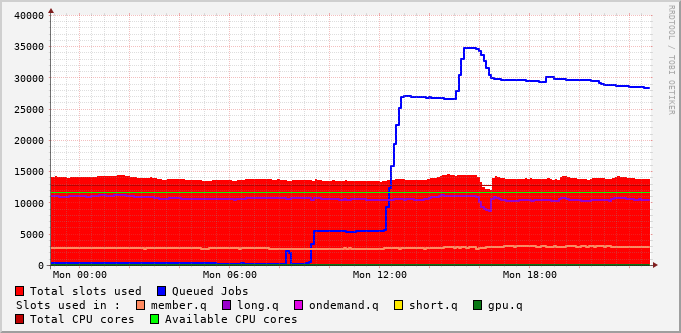 40000
35000
30000
25000
20000
15000
10000
5000
0
Mon 00:00 Mon 06:00 Mon 12:00 Mon 18:00
RRDTOOL / TOBI OETIKER
Total slots used Queued Jobs
Slots used in : member.q long.q ondemand.q short.q gpu.q
Total CPU cores Available CPU cores